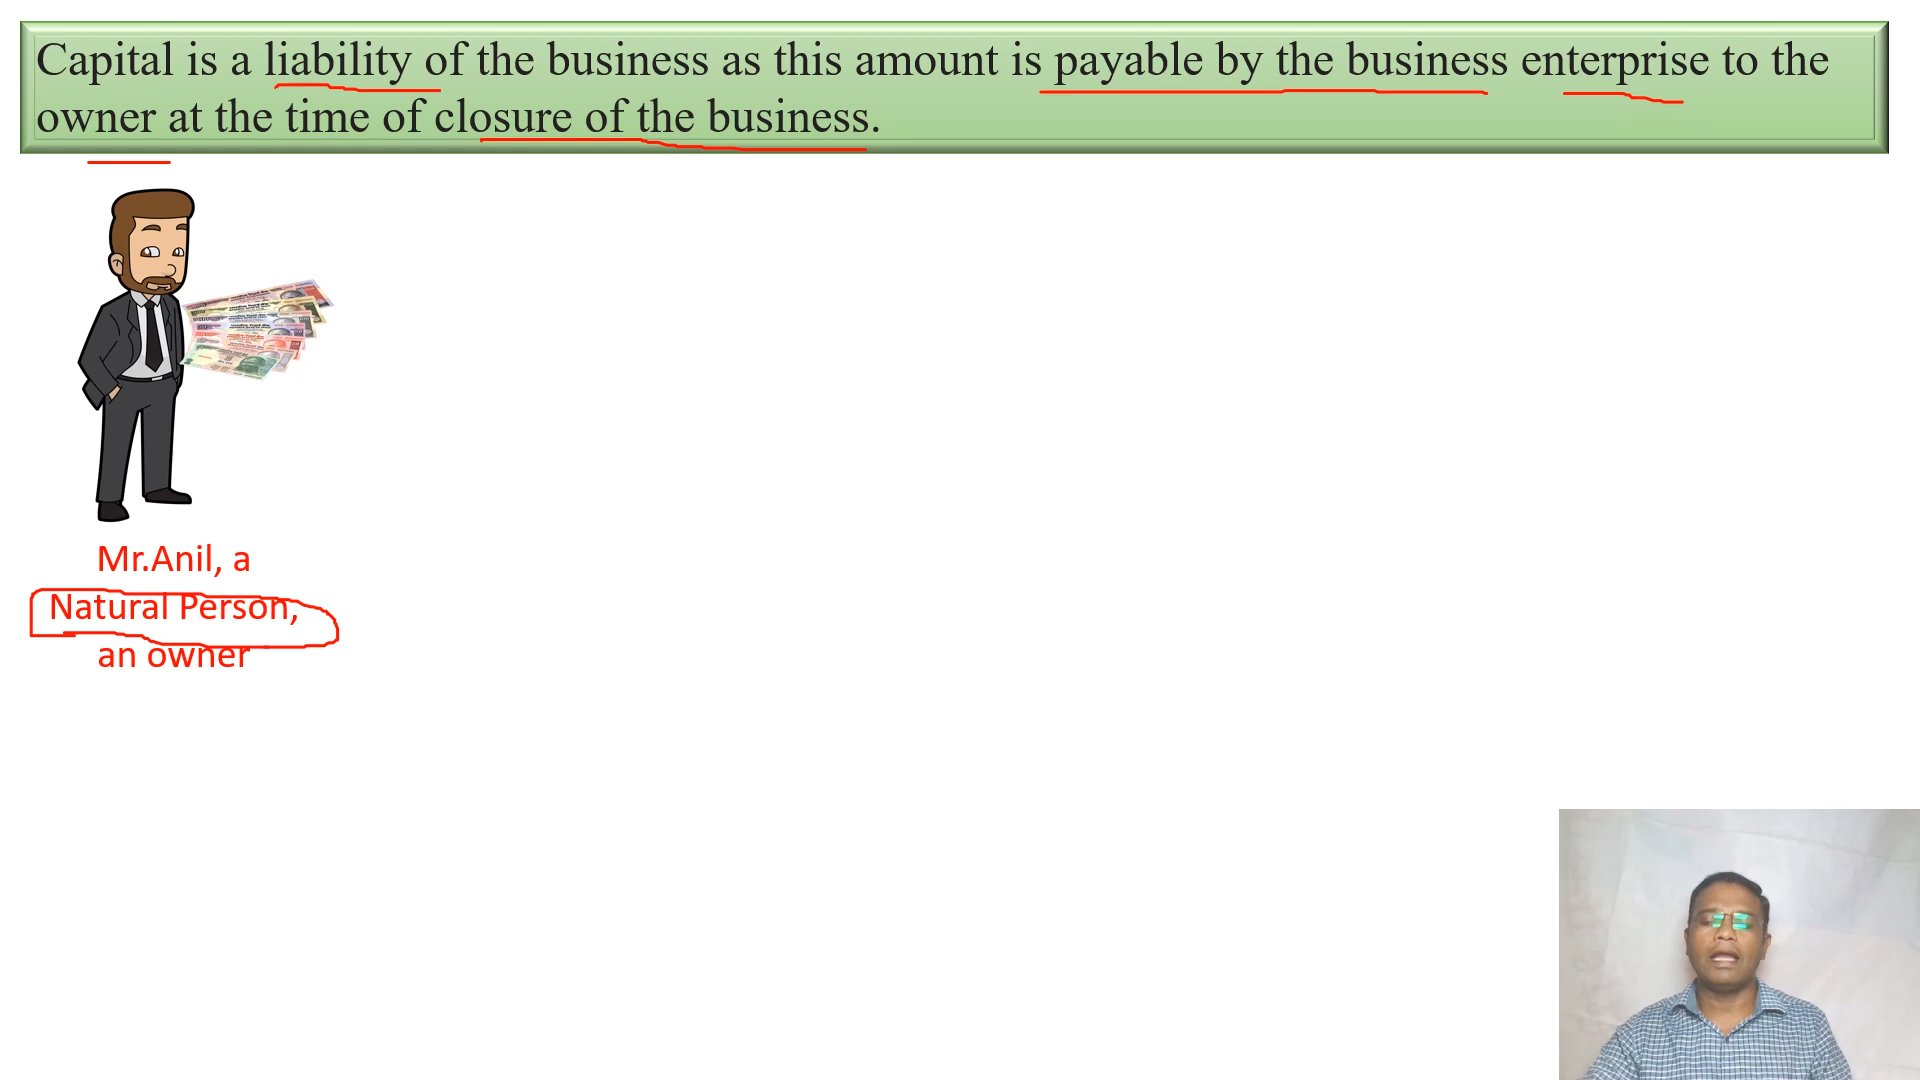 Capital is a liability of the business as this amount is payable by the business enterprise to the
owner at the time of closure of the business.
Mr.Anil, a
Natural Person,
an owner